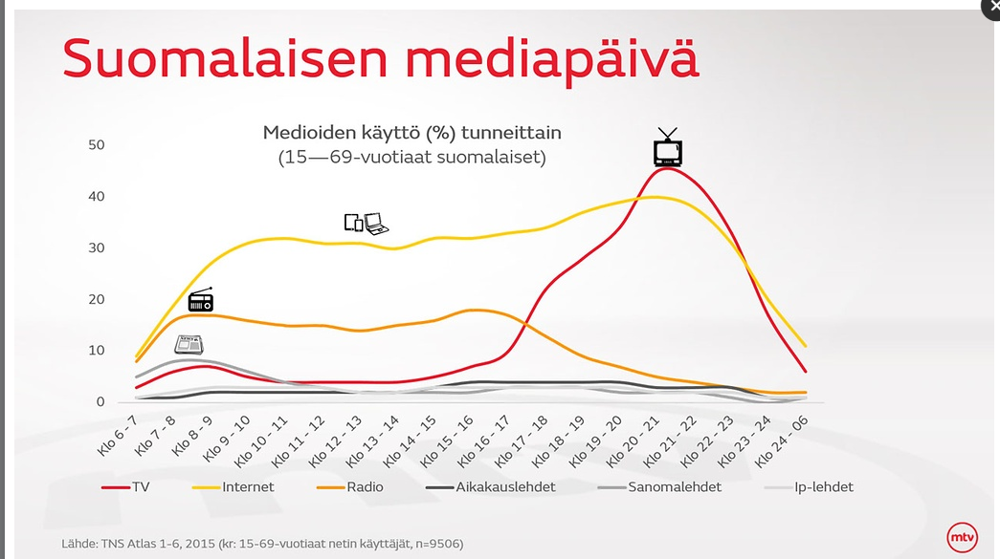 Suomalaisen mediapäivä
Medioiden käyttö (%) tunneittain
(15—69-vuotiaat suomalaiset)
50
40
30
20
10
0
Klo 6 - 7
Klo 7 - 8
Klo 8 - 9
Klo 9 - 10
Klo 10 - 11
Klo 11 - 12
Klo 12 - 13
Klo 13 - 14
Klo 14 - 15
Klo 15 - 16
Klo 16 - 17
Klo 17 - 18
Klo 18 - 19
Klo 19 - 20
Klo 20 - 21
Klo 21 - 22
Klo 22 - 23
Klo 23 - 24
Klo 24 - 06
TV Internet Radio Aikakauslehdet Sanomalehdet Ip-lehdet
Lähde: TNS Atlas 1-6, 2015 (kr: 15-69-vuotiaat netin käyttäjät, n=9506)
mtv